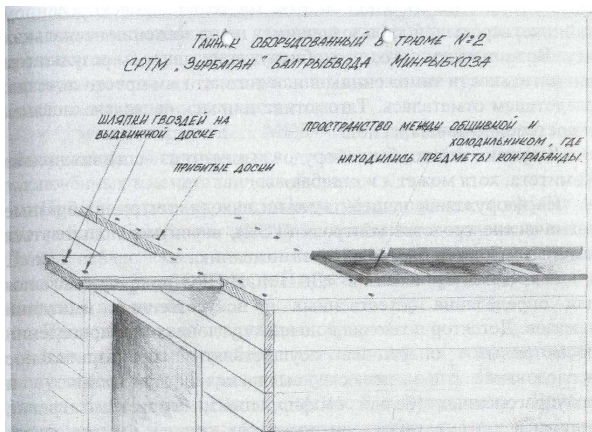 Тайник оборудованный в трюме №2
СРТМ „Зурбаган" Балтрыбвода Минрыбхоза
шляпки гвоздей на
выдвижной доске
прибитые доски
пространство между обшивкой и
холодильником, где
находились предметы контрабанды.